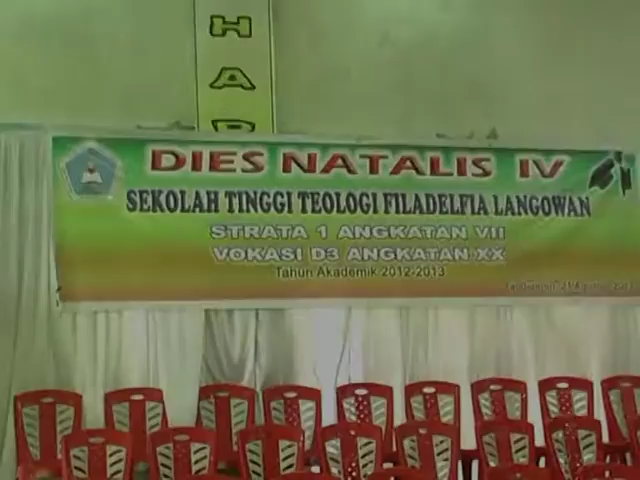 H
A
DIES NATALIS IV
SEKOLAH TINGGI TEOLOGI FILADELFIA LANGOWAN
STRATA 1 ANGKATAN VII
VOKASI D3 ANGKATAN XX
Tahun Akademik 2012-2013